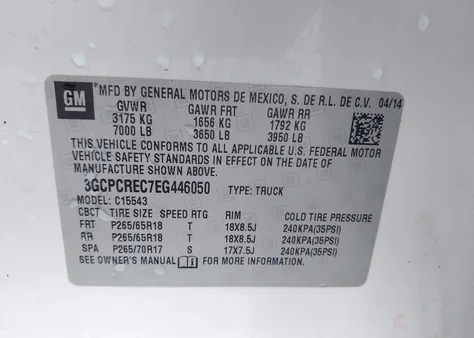 GM
MFD BY GENERAL MOTORS DE MEXICO, S. DE R.L. DE C.V. 04/14
GVWR GAWR FRT GAWR RR
3175 KG 1656 KG 1792 KG
7000 LB 3650 LB 3950 LB
THIS VEHICLE CONFORMS TO ALL APPLICABLE U.S. FEDERAL MOTOR
VEHICLE SAFETY STANDARDS IN EFFECT ON THE DATE OF
MANUFACTURE SHOWN ABOVE.
3GCPCREC7EG446050 TYPE: TRUCK
MODEL: C15543
CBCT TIRE SIZE SPEED RTG RIM COLD TIRE PRESSURE
FRT P265/65R18 T 18X8.5J 240KPA(35PSI)
RR P265/65R18 T 18X8.5J 240KPA(35PSI)
SPA P265/70R17 S 17X7.5J 240KPA(35PSI)
SEE OWNER'S MANUAL FOR MORE INFORMATION.